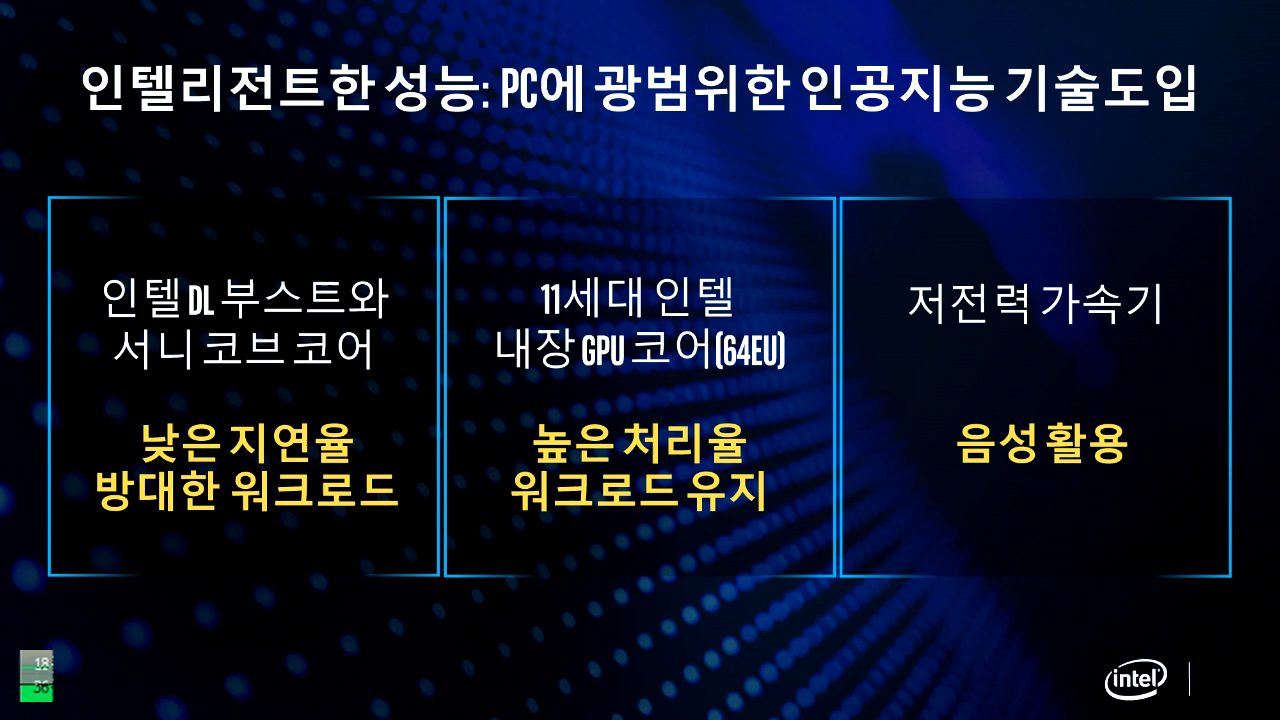 인텔리전트한 성능: PC에 광범위한 인공지능 기술도입
인텔 DL 부스트와
서니 코브 코어
낮은 지연율
방대한 워크로드
11세대 인텔
내장 GPU 코어(64EU)
높은 처리율
워크로드 유지
저전력 가속기
음성 활용
18
36
intel